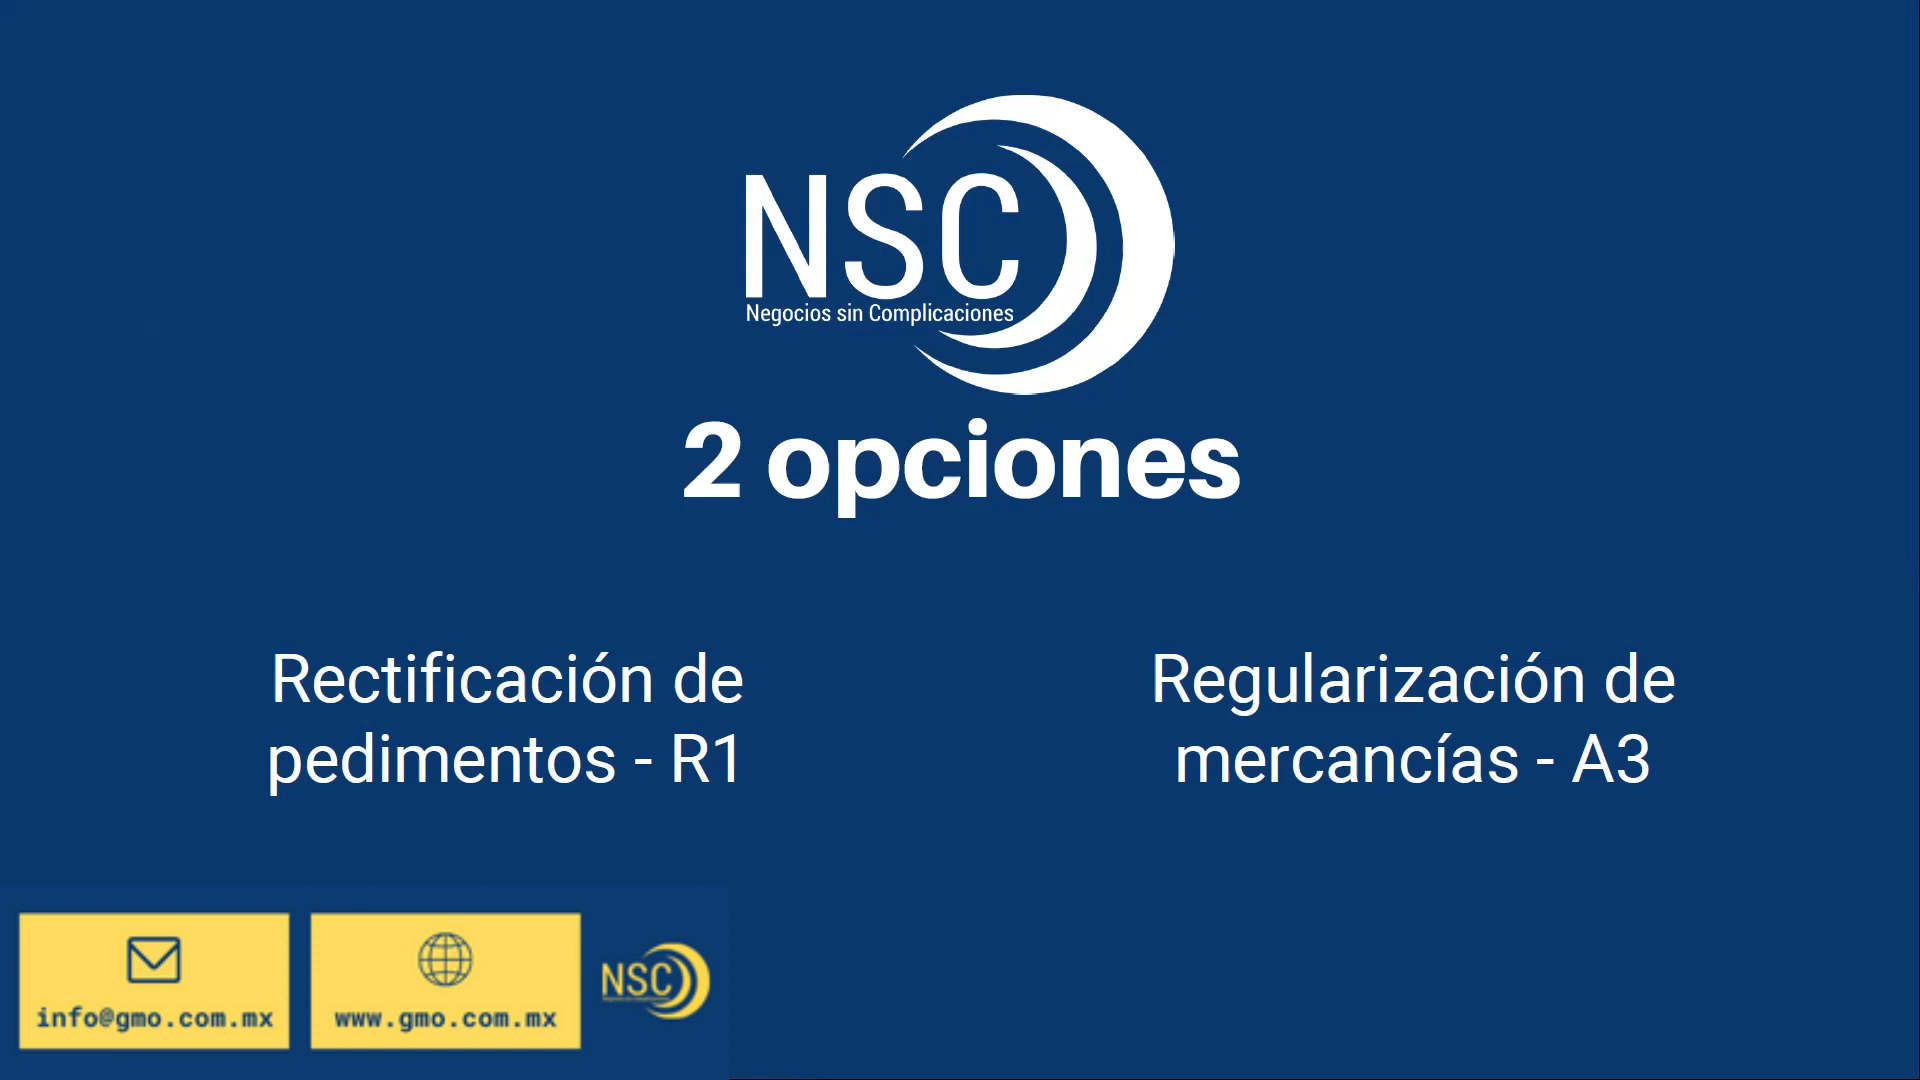 NSC
Negocios sin Complicaciones
2 opciones
Rectificación de
pedimentos - R1
Regularización de
mercancías - A3
info@gmo.com.mx
www.gmo.com.mx
NSC